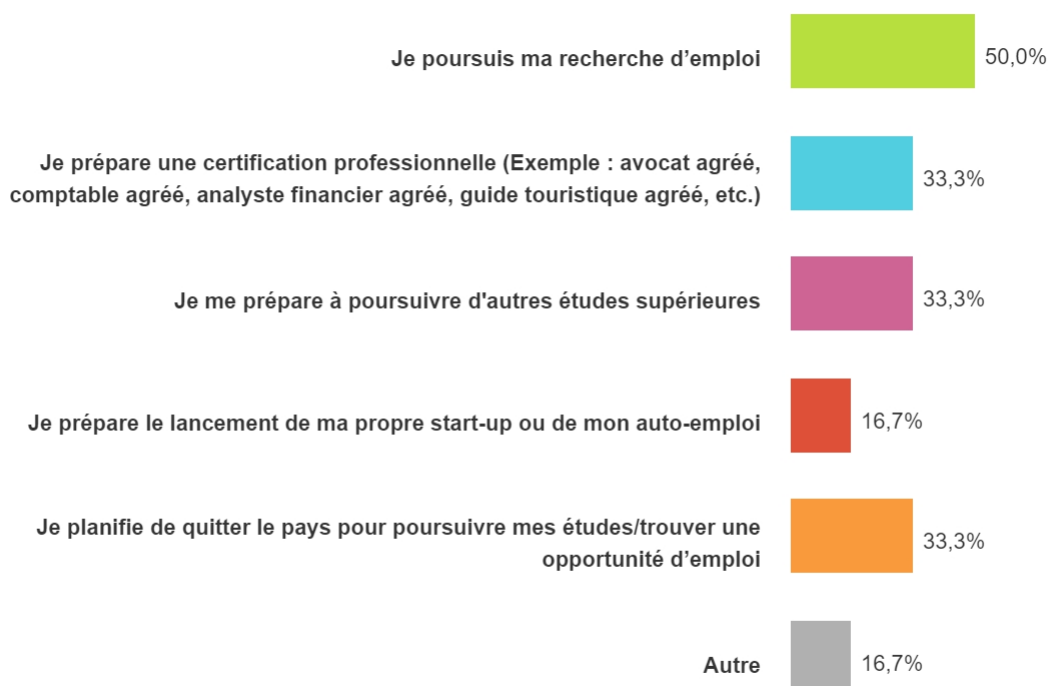 Je poursuis ma recherche d’emploi
50,0%
Je prépare une certification professionnelle (Exemple : avocat agréé,
comptable agréé, analyste financier agréé, guide touristique agréé, etc.)
33,3%
Je me prépare à poursuivre d'autres études supérieures
33,3%
Je prépare le lancement de ma propre start-up ou de mon auto-emploi
16,7%
Je planifie de quitter le pays pour poursuivre mes études/trouver une
opportunité d’emploi
33,3%
Autre
16,7%